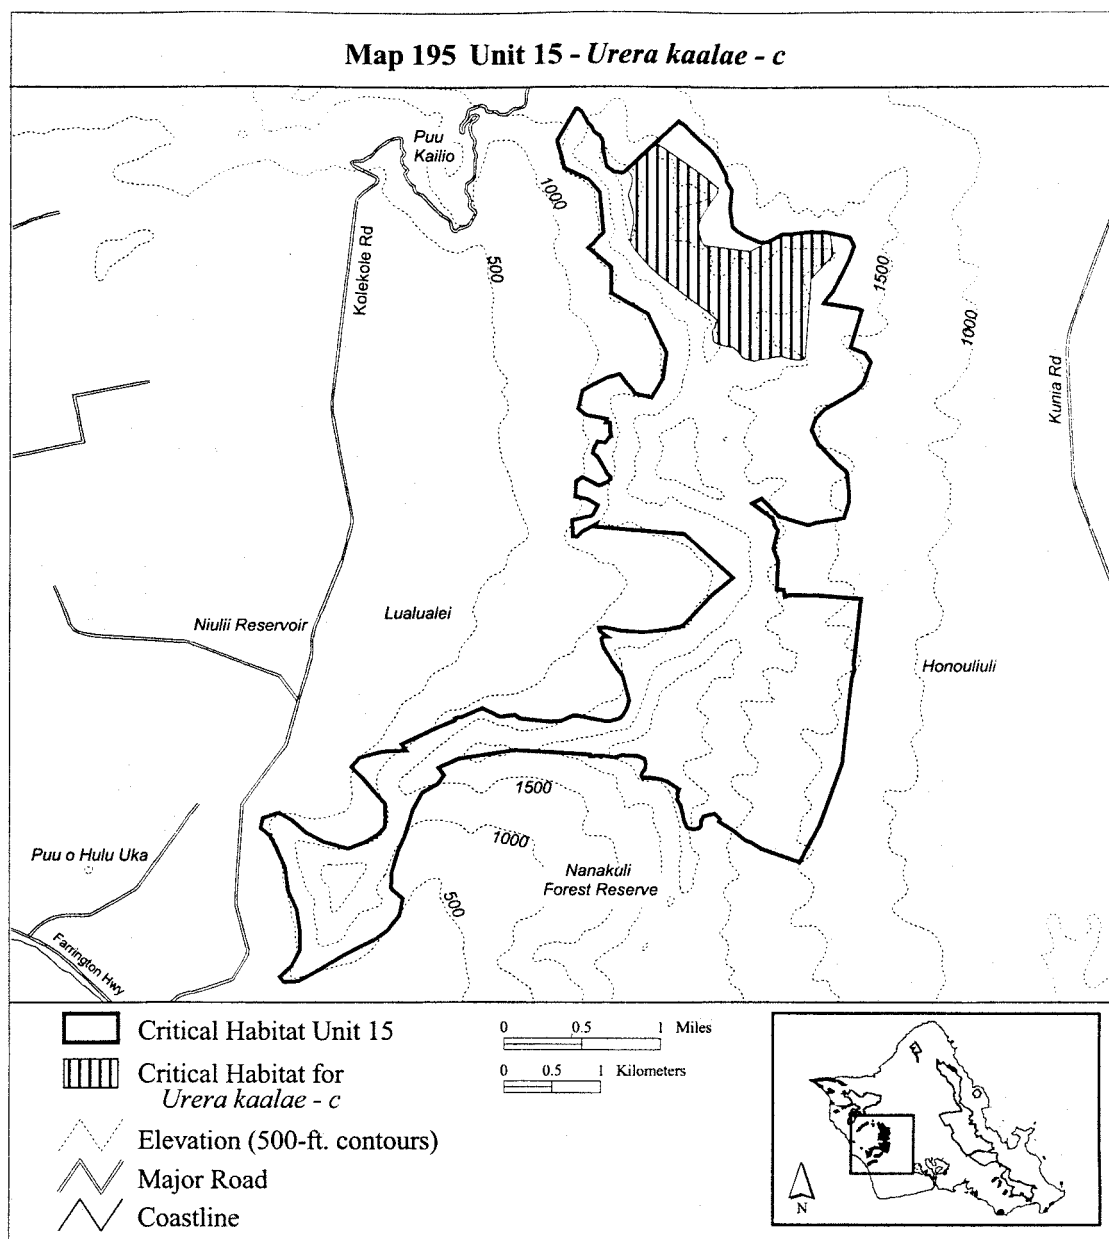 Map 195 Unit 15 - Urera kaalae - c
Puu
Kailio
1000
500
Kolekole Rd
1500
1000
Kunia Rd
Niulii Reservoir
Lualualei
Honouliuli
1500
1000
Puu o Hulu Uka
Nanakuli
Forest Reserve
500
Farrington Hwy
Critical Habitat Unit 15
Critical Habitat for
Urera kaalae - c
Elevation (500-ft. contours)
Major Road
Coastline
0 0.5 1 Miles
0 0.5 1 Kilometers
N